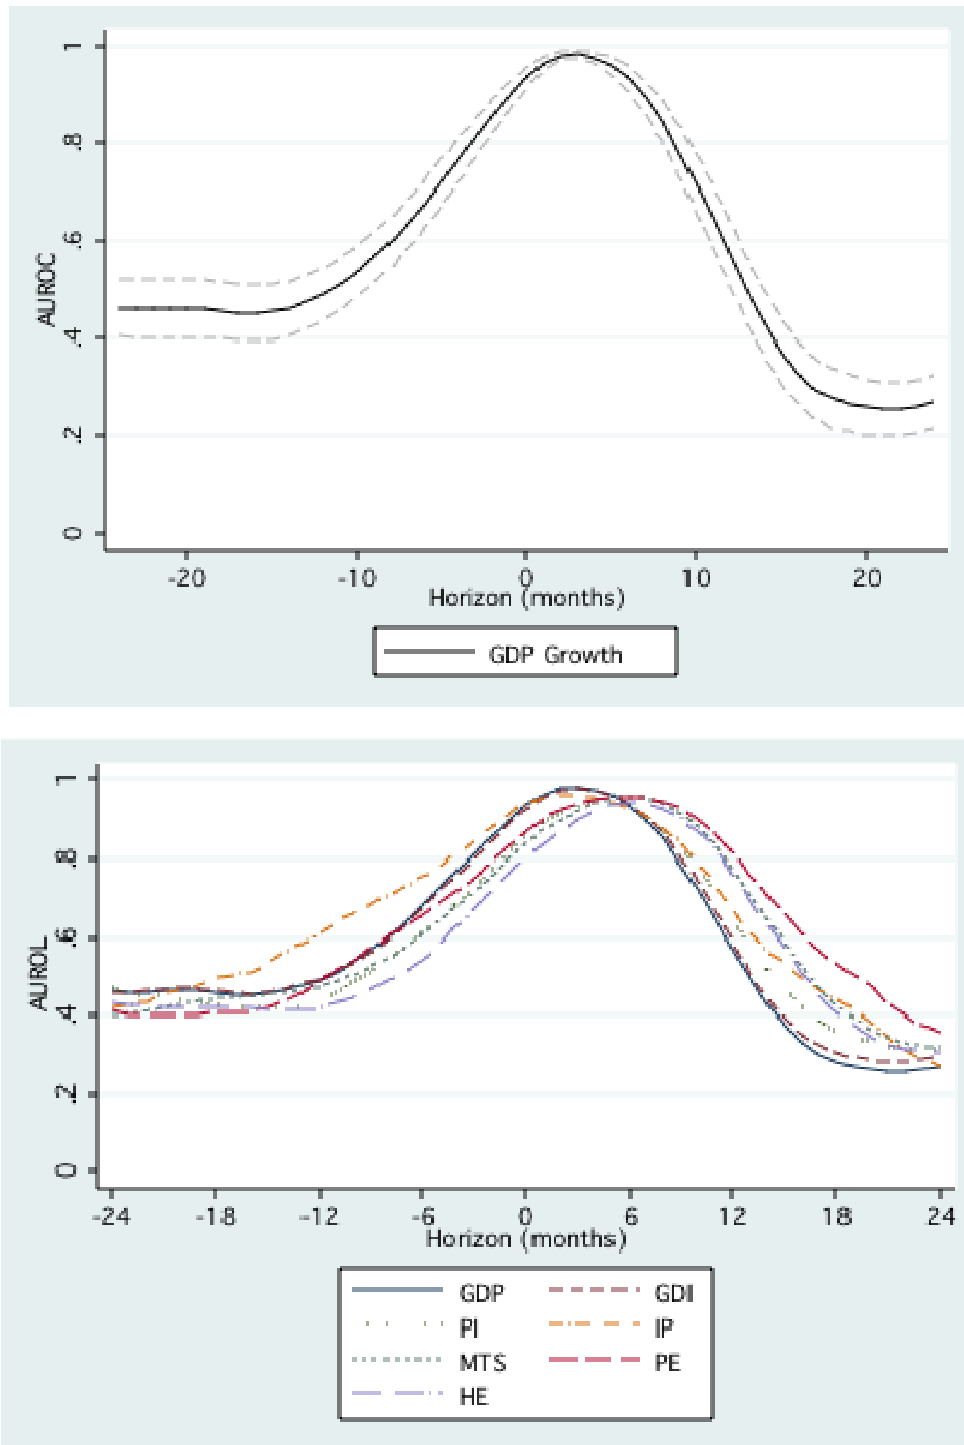 1
.8
.6
.4
.2
0
AUROC
-20 -10 0 10 20
Horizon (months)
GDP Growth
1
.8
.6
.4
.2
0
AUROL
-24 -18 -12 -6 0 6 12 18 24
Horizon (months)
GDP GDI
PI IP
MTS PE
HE